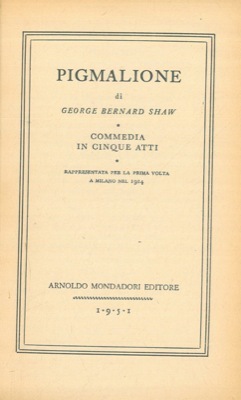 PIGMALIONE
di
GEORGE BERNARD SHAW
*
COMMEDIA
IN CINQUE ATTI
*
RAPPRESENTATA PER LA PRIMA VOLTA
A MILANO NEL 1914
ARNOLDO MONDADORI EDITORE
1-9-5-1